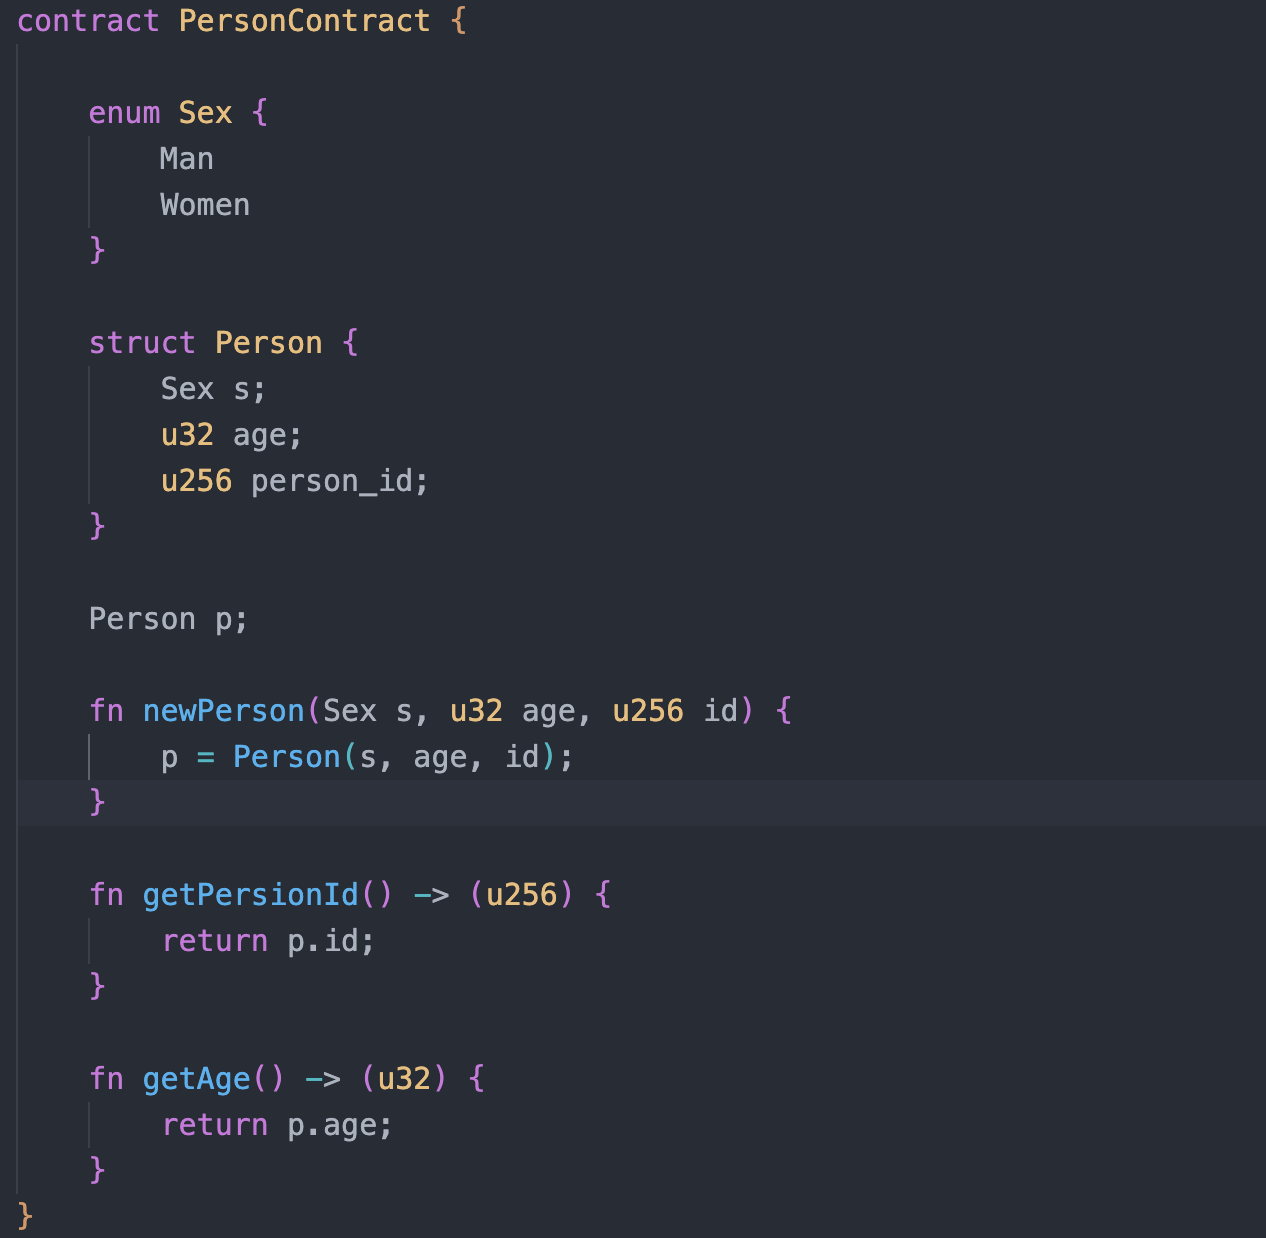 contract PersonContract {
enum Sex {
Man
Women
}
struct Person {
Sex s;
u32 age;
u256 person_id;
}
Person p;
fn newPerson(Sex s, u32 age, u256 id) {
p = Person(s, age, id);
}
fn getPersionId() -> (u256) {
return p.id;
}
fn getAge() -> (u32) {
return p.age;
}
}